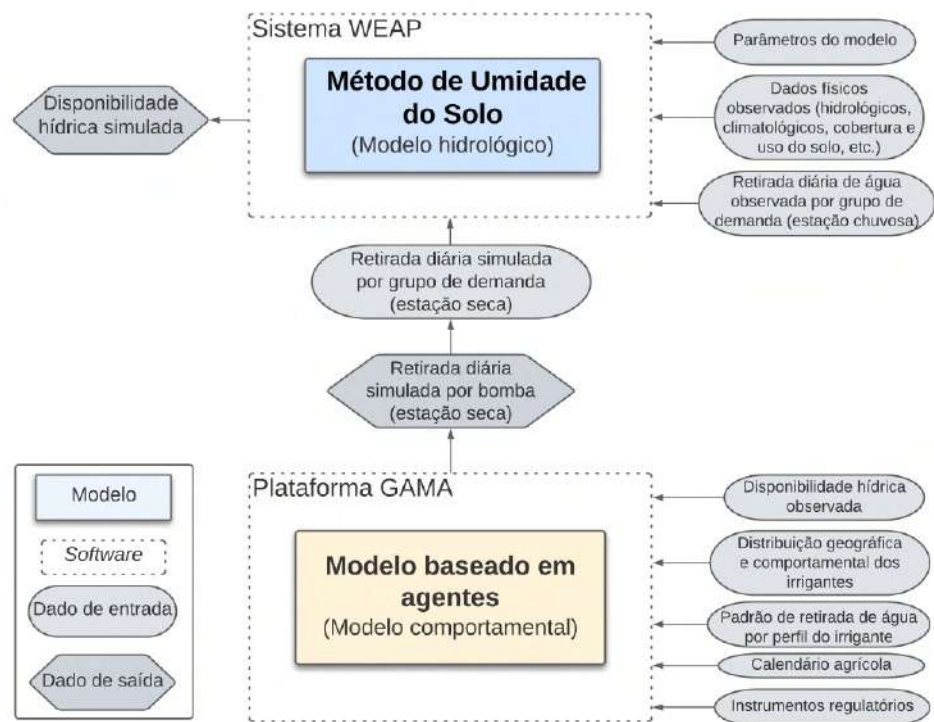 Sistema WEAP
Método de Umidade
do Solo
(Modelo hidrológico)
Disponibilidade
hídrica simulada
Parâmetros do modelo
Dados físicos
observados (hidrológicos,
climatológicos, cobertura e
uso do solo, etc.)
Retirada diária de água
observada por grupo de
demanda (estação chuvosa)
Retirada diária simulada
por grupo de demanda
(estação seca)
Retirada diária
simulada por bomba
(estação seca)
Plataforma GAMA
Modelo baseado em
agentes
(Modelo comportamental)
Disponibilidade hídrica
observada
Distribuição geográfica
e comportamental dos
irrigantes
Padrão de retirada de água
por perfil do irrigante
Calendário agrícola
Instrumentos regulatórios
Modelo
Software
Dado de entrada
Dado de saída